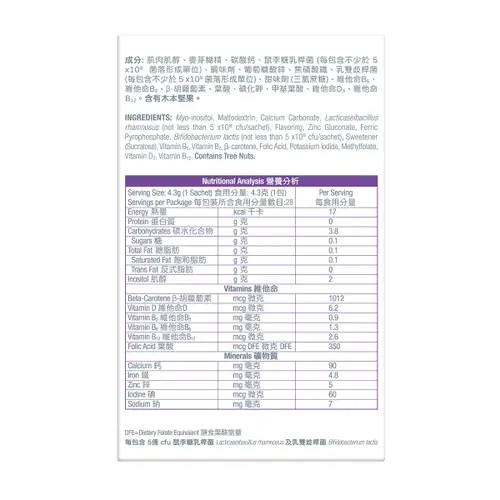 成分: 肌肉肌醇、麥芽糊精、碳酸鈣、鼠李糖乳桿菌 (每包含不少於 5
x10⁸ 菌落形成單位)、調味劑、葡萄糖酸鋅、焦磷酸鐵、乳雙歧桿菌
(每包含不少於 5 x10⁸ 菌落形成單位)、甜味劑 (三氯蔗糖)、維他命B₆、
維他命B₂、β-胡蘿蔔素、葉酸、碘化鉀、甲基葉酸、維他命D₃、維他命
B₁₂。含有木本堅果。
INGREDIENTS: Myo-inositol, Maltodextrin, Calcium Carbonate, Lacticaseibacillus
rhamnosus (not less than 5 x10⁸ cfu/sachet), Flavoring, Zinc Gluconate, Ferric
Pyrophosphate, Bifidobacterium lactis (not less than 5 x10⁸ cfu/sachet), Sweetener
(Sucralose), Vitamin B₆, Vitamin B₂, β-carotene, Folic Acid, Potassium Iodide, Methylfolate,
Vitamin D₃, Vitamin B₁₂. Contains Tree Nuts.
Nutritional Analysis 營養分析
Serving Size: 4.3g (1 Sachet) 食用分量: 4.3克 (1包) Per Serving
Servings per Package 每包裝所含食用分量數目:28 每食用分量
Energy 熱量 kcal 千卡 17
Protein 蛋白質 g 克 0
Carbohydrates 碳水化合物 g 克 3.8
Sugars 糖 g 克 0.1
Total Fat 總脂肪 g 克 0.1
Saturated Fat 飽和脂肪 g 克 0.1
Trans Fat 反式脂肪 g 克 0
Inositol 肌醇 g 克 2
Vitamins 維他命
Beta-Carotene β-胡蘿蔔素 mcg 微克 1012
Vitamin D 維他命D mcg 微克 6.2
Vitamin B₂ 維他命B₂ mg 毫克 0.9
Vitamin B₆ 維他命B₆ mg 毫克 1.3
Vitamin B₁₂ 維他命B₁₂ mcg 微克 2.6
Folic Acid 葉酸 mcg DFE 微克 DFE 350
Minerals 礦物質
Calcium 鈣 mg 毫克 90
Iron 鐵 mg 毫克 4.8
Zinc 鋅 mg 毫克 5
Iodine 碘 mcg 微克 60
Sodium 鈉 mg 毫克 7
DFE=Dietary Folate Equivalent 膳食葉酸當量
每包含 5億 cfu 鼠李糖乳桿菌 Lacticaseibacillus rhamnosus 及乳雙歧桿菌 Bifidobacterium lactis